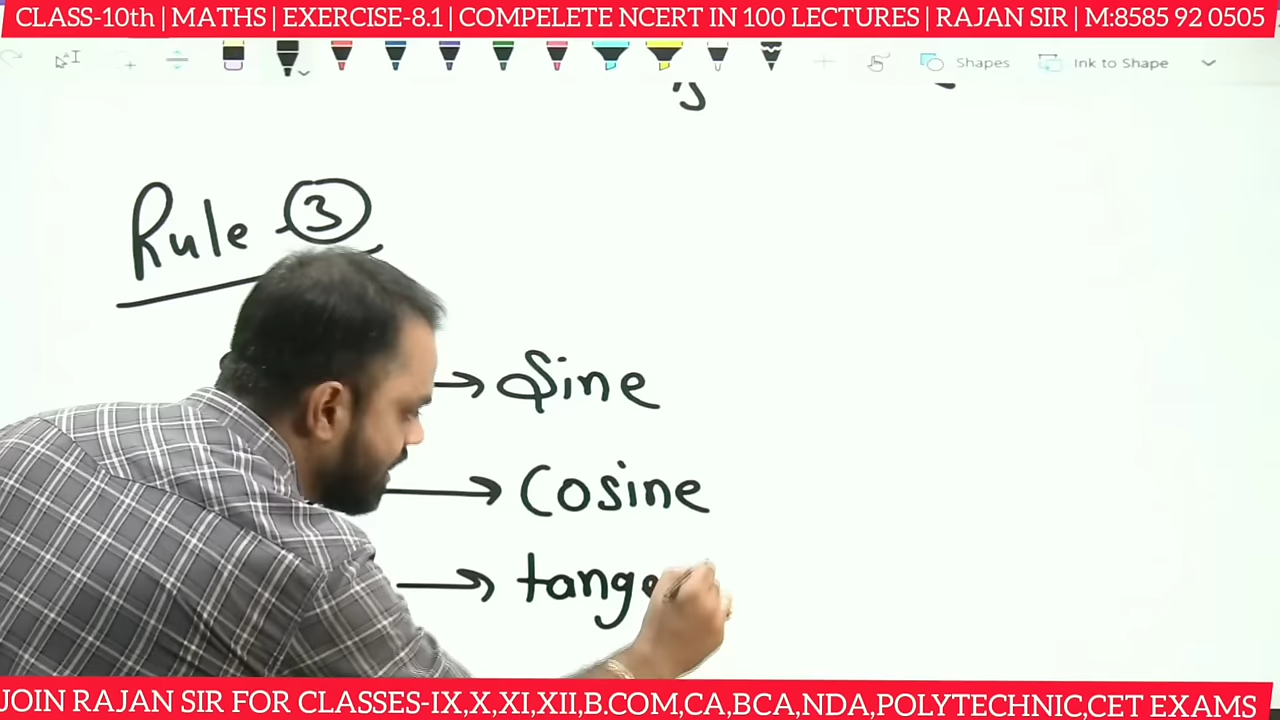 CLASS-10th | MATHS | EXERCISE-8.1 | COMPELETE NCERT IN 100 LECTURES | RAJAN SIR | M:8585 92 0505
Shapes
Ink to Shape
Rule - 3
→ Sine
→ Cosine
→ tange
JOIN RAJAN SIR FOR CLASSES-IX,X,XI,XII,B.COM,CA,BCA,NDA,POLYTECHNIC,CET EXAMS